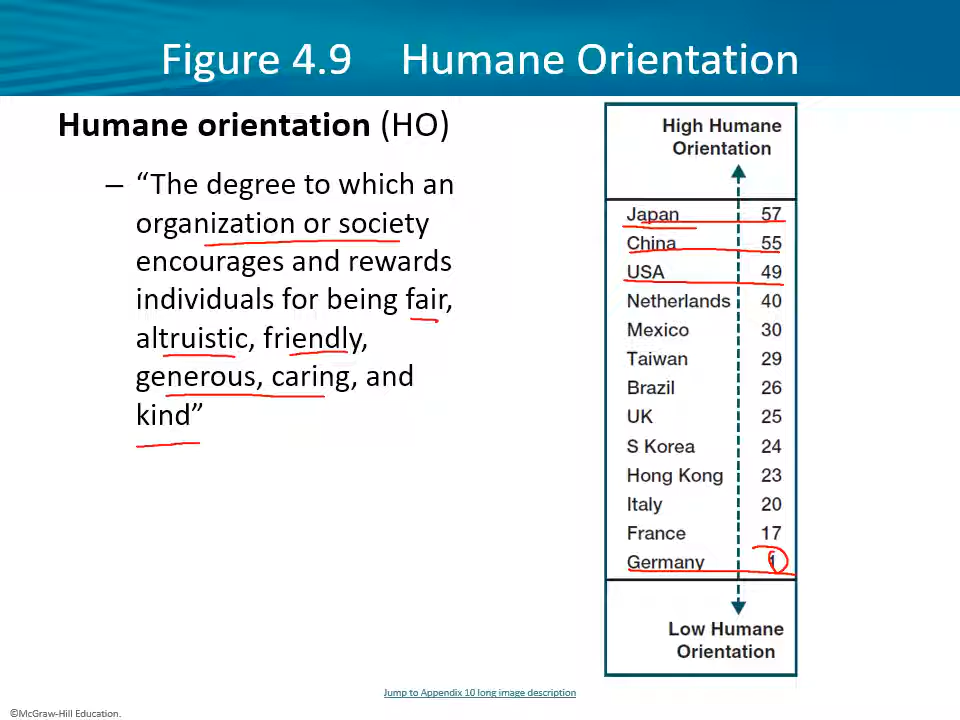 Figure 4.9 Humane Orientation
Humane orientation (HO)
– “The degree to which an
organization or society
encourages and rewards
individuals for being fair,
altruistic, friendly,
generous, caring, and
kind”
High Humane
Orientation
Japan 57
China 55
USA 49
Netherlands 40
Mexico 30
Taiwan 29
Brazil 26
UK 25
S Korea 24
Hong Kong 23
Italy 20
France 17
Germany 1
Low Humane
Orientation
Jump to Appendix 10 long image description
©McGraw-Hill Education.